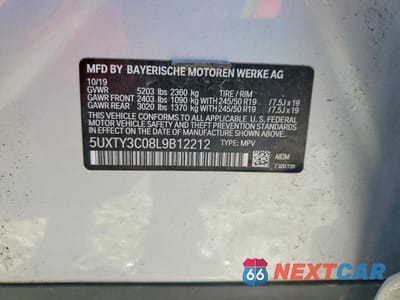 MFD BY BAYERISCHE MOTOREN WERKE AG
10/19
GVWR 5203 lbs 2360 kg TIRE / RIM
GAWR FRONT 2403 lbs 1090 kg WITH 245/50 R19 /7.5J x 19
GAWR REAR 3020 lbs 1370 kg WITH 245/50 R19 /7.5J x 19
THIS VEHICLE CONFORMS TO ALL APPLICABLE U.S. FEDERAL
MOTOR VEHICLE SAFETY STANDARDS IN EFFECT ON THE DATE OF
MANUFACTURE SHOWN ABOVE.
5UXTY3C08L9B12212 TYPE: MPV
66 NEXTCAR